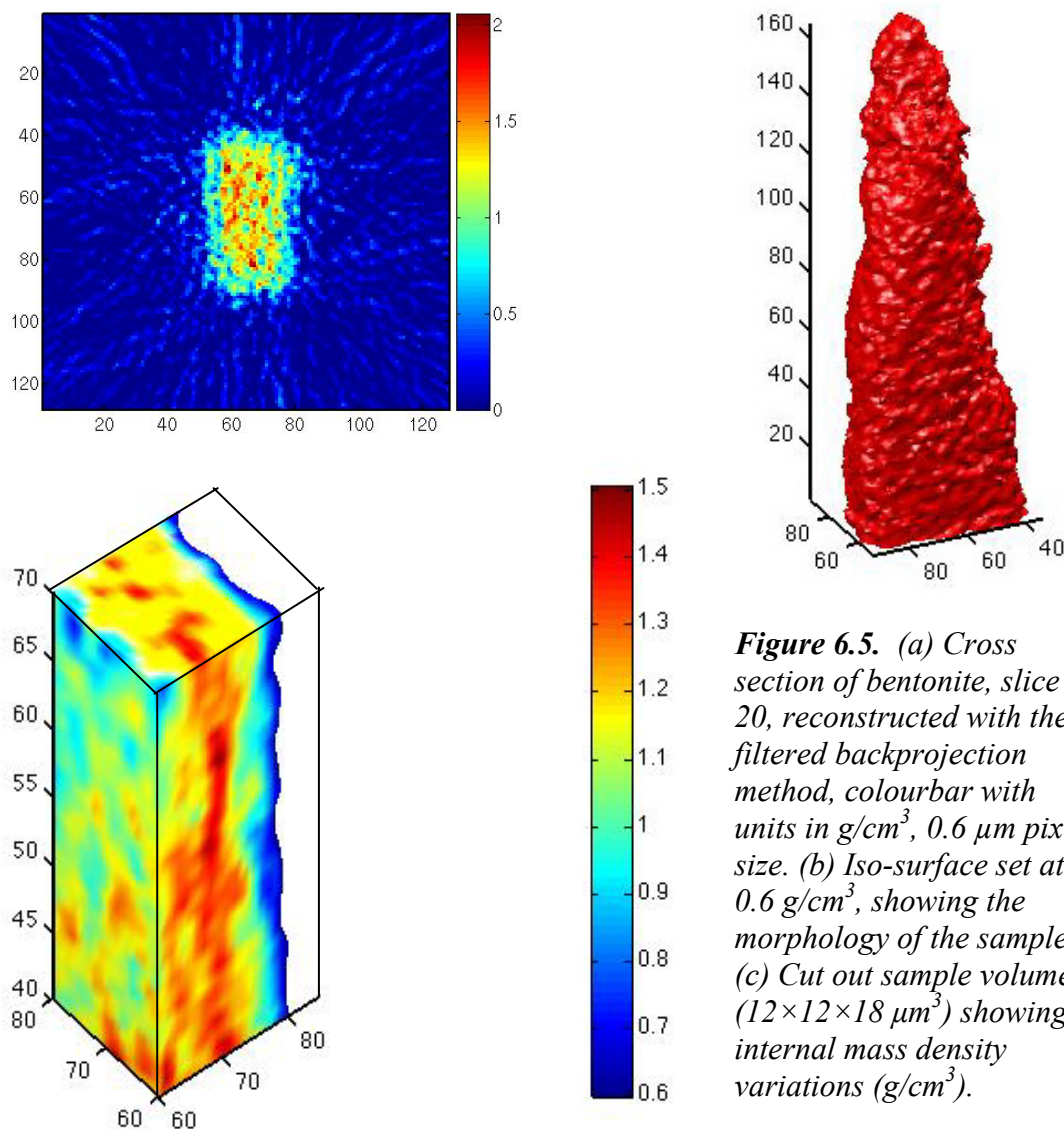 20
40
60
80
100
120
20 40 60 80 100 120
2
1.5
1
0.5
0
160
140
120
100
80
60
40
20
80
60
80 60 40
70
65
60
55
50
45
40
80
70
60 60
70
80
1.5
1.4
1.3
1.2
1.1
1
0.9
0.8
0.7
0.6
Figure 6.5. (a) Cross
section of bentonite, slice
20, reconstructed with the
filtered backprojection
method, colourbar with
units in g/cm³, 0.6 µm pix
size. (b) Iso-surface set at
0.6 g/cm³, showing the
morphology of the sample
(c) Cut out sample volume
(12×12×18 µm³) showing
internal mass density
variations (g/cm³).